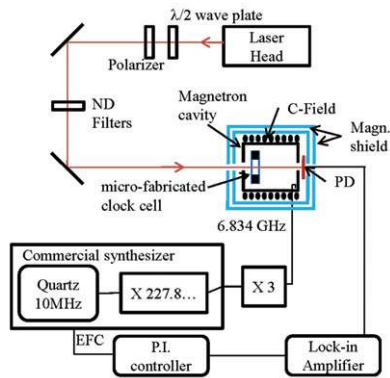 λ/2 wave plate
Laser
Head
Polarizer
ND
Filters
Magnetron
cavity
C-Field
Magn.
shield
micro-fabricated
clock cell
PD
6.834 GHz
Commercial synthesizer
Quartz
10MHz
X 227.8...
X 3
EFC
P.I.
controller
Lock-in
Amplifier